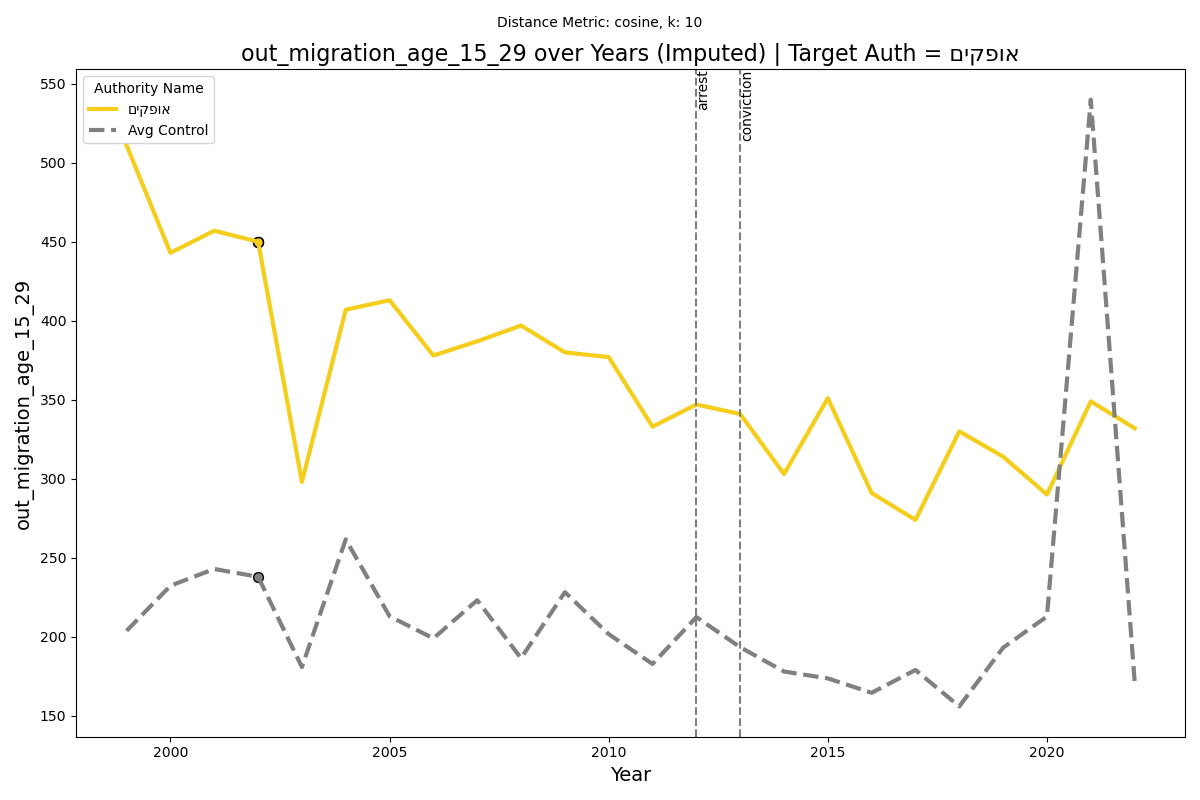 Distance Metric: cosine, k: 10
out_migration_age_15_29 over Years (Imputed) | Target Auth = אופקים
Authority Name
אופקים
Avg Control
arrest
conviction
out_migration_age_15_29
550
500
450
400
350
300
250
200
150
2000
2005
2010
2015
2020
Year